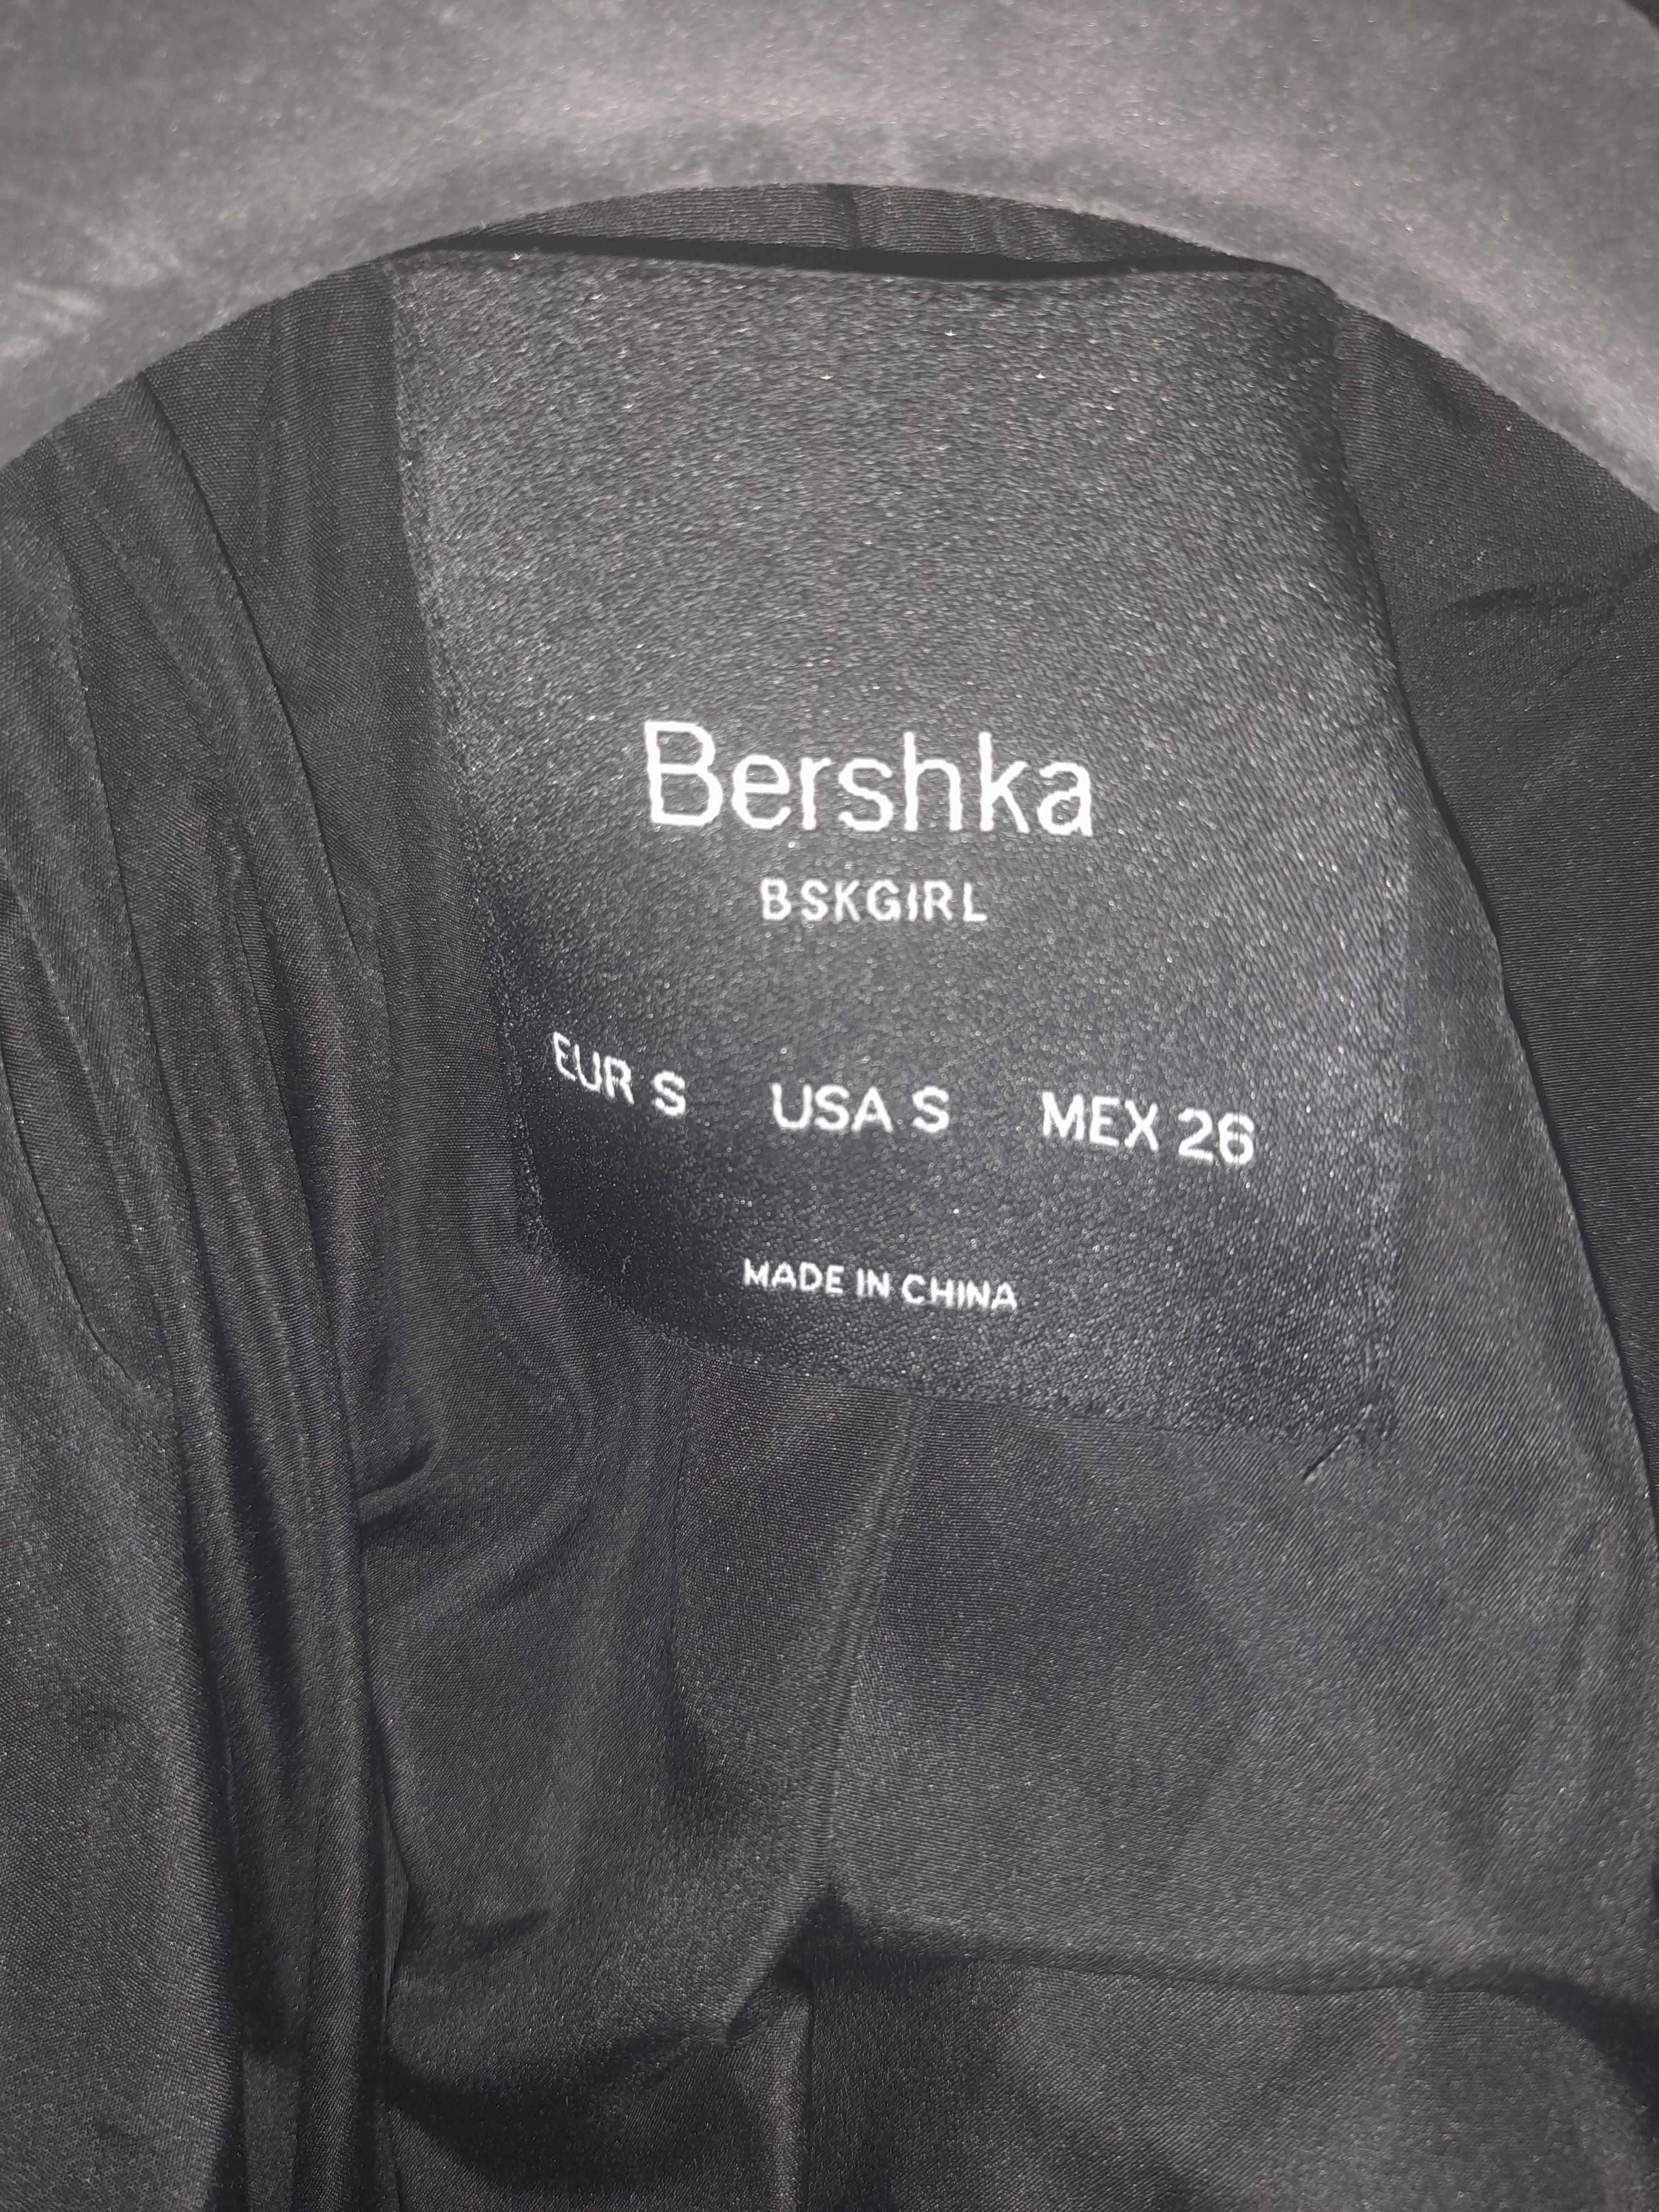 Bershka
BSKGIRL
EUR S USA S MEX 26
MADE IN CHINA